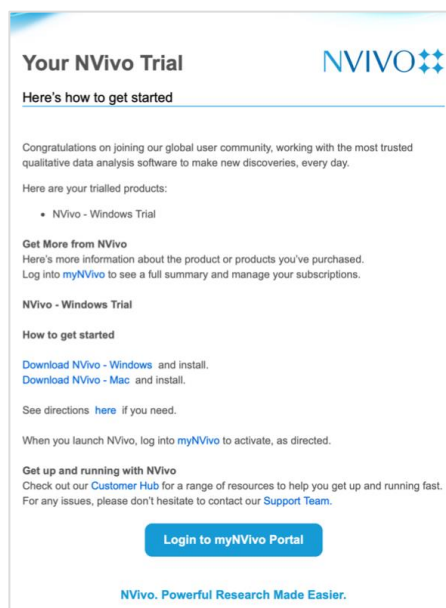 Your NVivo Trial
NVIVO
Here's how to get started
Congratulations on joining our global user community, working with the most trusted
qualitative data analysis software to make new discoveries, every day.
Here are your trialled products:
• NVivo - Windows Trial
Get More from NVivo
Here's more information about the product or products you've purchased.
Log into myNVivo to see a full summary and manage your subscriptions.
NVivo - Windows Trial
How to get started
Download NVivo - Windows and install.
Download NVivo - Mac and install.
See directions here if you need.
When you launch NVivo, log into myNVivo to activate, as directed.
Get up and running with NVivo
Check out our Customer Hub for a range of resources to help you get up and running fast.
For any issues, please don't hesitate to contact our Support Team.
Login to myNVivo Portal
NVivo. Powerful Research Made Easier.